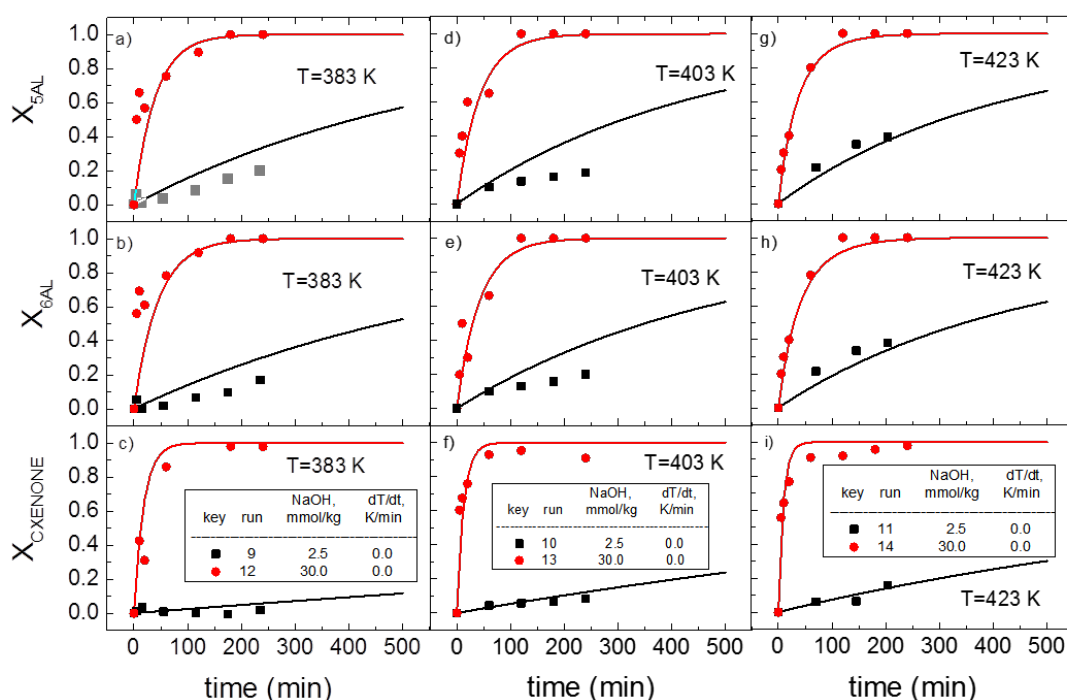 X5AL
1.0
0.8
0.6
0.4
0.2
0.0
a)
T=383 K
d)
T=403 K
g)
T=423 K
X6AL
1.0
0.8
0.6
0.4
0.2
0.0
b)
T=383 K
e)
T=403 K
h)
T=423 K
XCXENONE
1.0
0.8
0.6
0.4
0.2
0.0
c)
T=383 K
NaOH, dT/dt,
key run mmol/kg K/min
9 2.5 0.0
12 30.0 0.0
f)
T=403 K
NaOH, dT/dt,
key run mmol/kg K/min
10 2.5 0.0
13 30.0 0.0
i)
NaOH, dT/dt,
key run mmol/kg K/min
11 2.5 0.0
14 30.0 0.0
T=423 K
0 100 200 300 400 500
0 100 200 300 400 500
0 100 200 300 400 500
time (min)
time (min)
time (min)